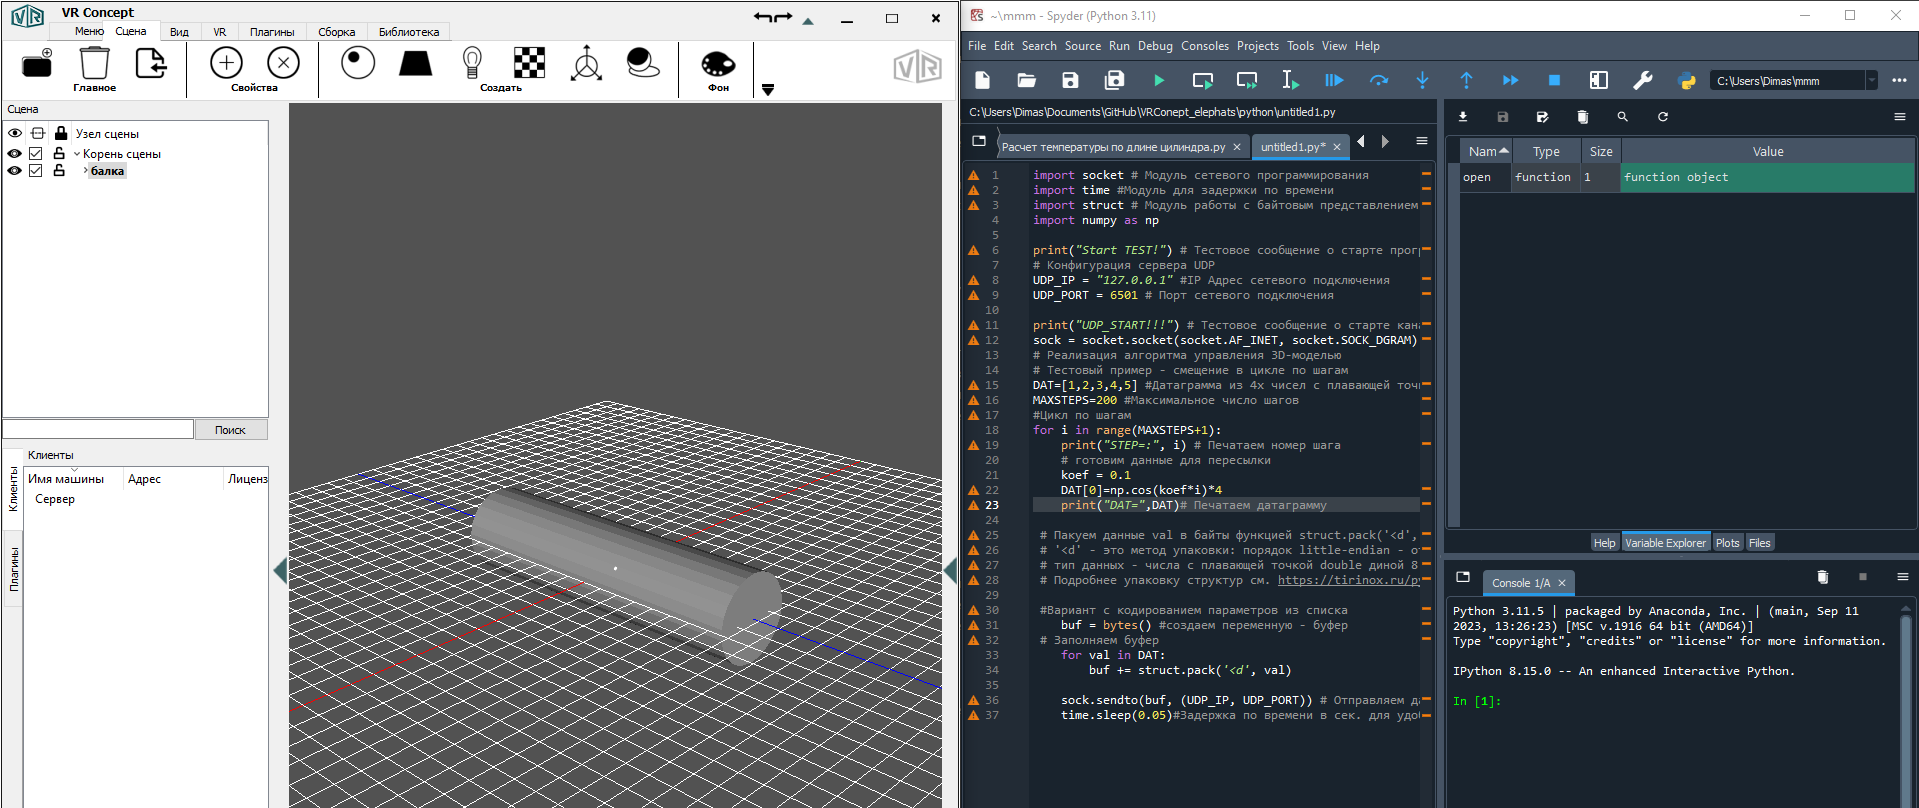 VR Concept
Меню Сцена Вид VR Плагины Сборка Библиотека
Главное Свойства Создать Фон
Сцена
Узел сцены
Корень сцены
балка
Поиск
Клиенты
Клиенты
Плагины
Имя машины Адрес Лиценз
Сервер
~\mmm - Spyder (Python 3.11)
File Edit Search Source Run Debug Consoles Projects Tools View Help
C:\Users\Dimas\mmm
C:\Users\Dimas\Documents\GitHub\VRConept_elephats\python\untitled1.py
Расчет температуры по длине цилиндра.py untitled1.py*
1 import socket # Модуль сетевого программирования
2 import time #Модуль для задержки по времени
3 import struct # Модуль работы с байтовым представлением
4 import numpy as np
5
6 print("Start TEST!") # Тестовое сообщение о старте прог
7 # Конфигурация сервера UDP
8 UDP_IP = "127.0.0.1" #IP Адрес сетевого подключения
9 UDP_PORT = 6501 # Порт сетевого подключения
10
11 print("UDP_START!!!") # Тестовое сообщение о старте кан
12 sock = socket.socket(socket.AF_INET, socket.SOCK_DGRAM)
13 # Реализация алгоритма управления 3D-моделью
14 # Тестовый пример - смещение в цикле по шагам
15 DAT=[1,2,3,4,5] #Датаграмма из 4х чисел с плавающей точ
16 MAXSTEPS=200 #Максимальное число шагов
17 #Цикл по шагам
18 for i in range(MAXSTEPS+1):
19 print("STEP=:", i) # Печатаем номер шага
20 # готовим данные для пересылки
21 koef = 0.1
22 DAT[0]=np.cos(koef*i)*4
23 print("DAT=",DAT)# Печатаем датаграмму
24
25 # Пакуем данные val в байты функцией struct.pack('<d',
26 # '<d' - это метод упаковки: порядок little-endian - о
27 # тип данных - числа с плавающей точкой double диной 8
28 # Подробнее упаковку структур см. https://tirinox.ru/p
29
30 #Вариант с кодированием параметров из списка
31 buf = bytes() #создаем переменную - буфер
32 # Заполняем буфер
33 for val in DAT:
34 buf += struct.pack('<d', val)
35
36 sock.sendto(buf, (UDP_IP, UDP_PORT)) # Отправляем д
37 time.sleep(0.05)#Задержка по времени в сек. для удо
Nam Type Size Value
open function 1 function object
Help Variable Explorer Plots Files
Console 1/A
Python 3.11.5 | packaged by Anaconda, Inc. | (main, Sep 11
2023, 13:26:23) [MSC v.1916 64 bit (AMD64)]
Type "copyright", "credits" or "license" for more information.
IPython 8.15.0 -- An enhanced Interactive Python.
In [1]: